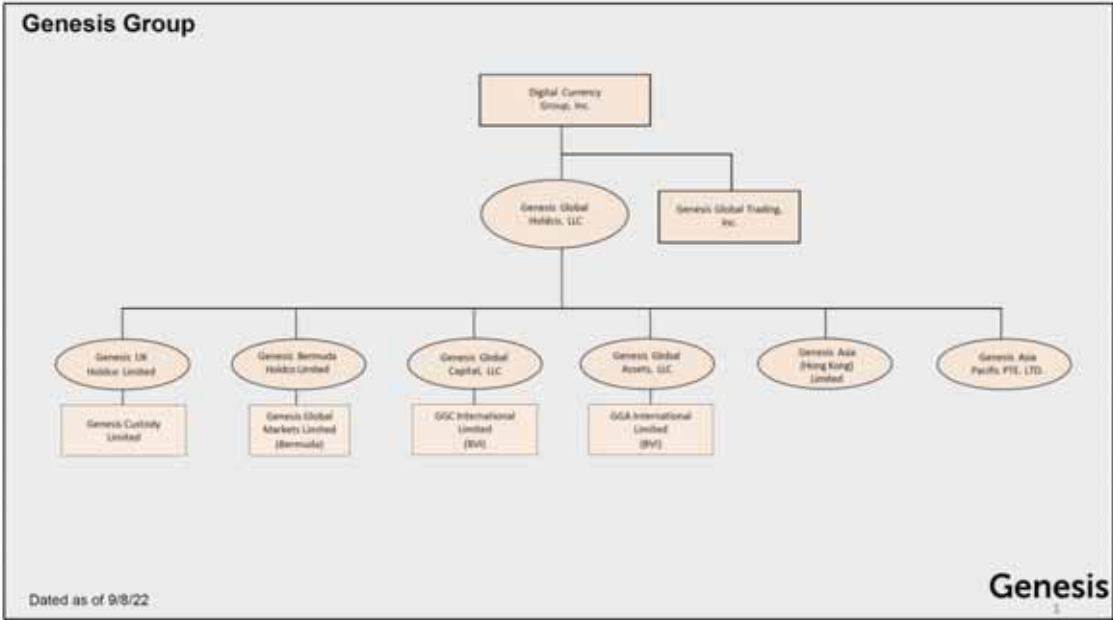 Genesis Group
Digital Currency
Group, Inc.
Genesis Global
Holdco, LLC
Genesis Global Trading,
Inc.
Genesis UK
Holdco Limited
Genesis Bermuda
Holdco Limited
Genesis Global
Capital, LLC
Genesis Global
Assets, LLC
Genesis Asia
(Hong Kong)
Limited
Genesis Asia
Pacific PTE. LTD.
Genesis Custody
Limited
Genesis Global
Markets Limited
(Bermuda)
GGC International
Limited
(BVI)
GGA International
Limited
(BVI)
Dated as of 9/8/22
Genesis
1